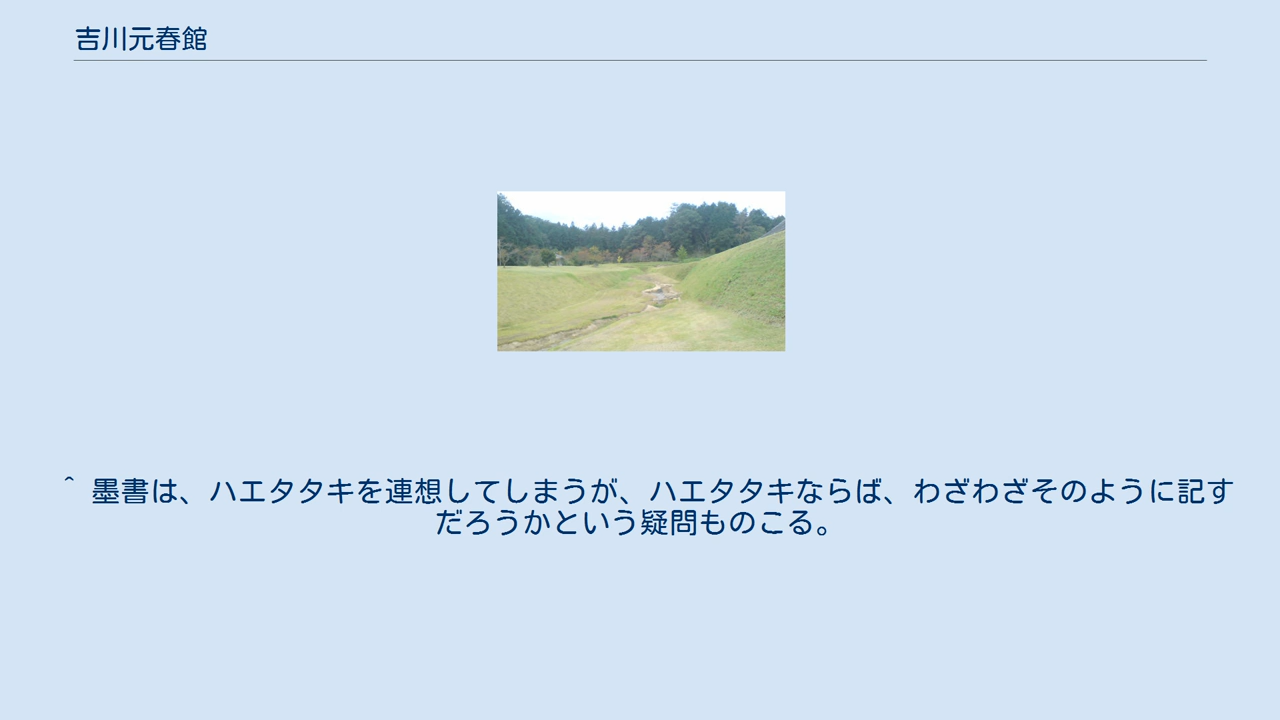 吉川元春館
^ 墨書は、ハエタタキを連想してしまうが、ハエタタキならば、わざわざそのように記す
だろうかという疑問ものこる。